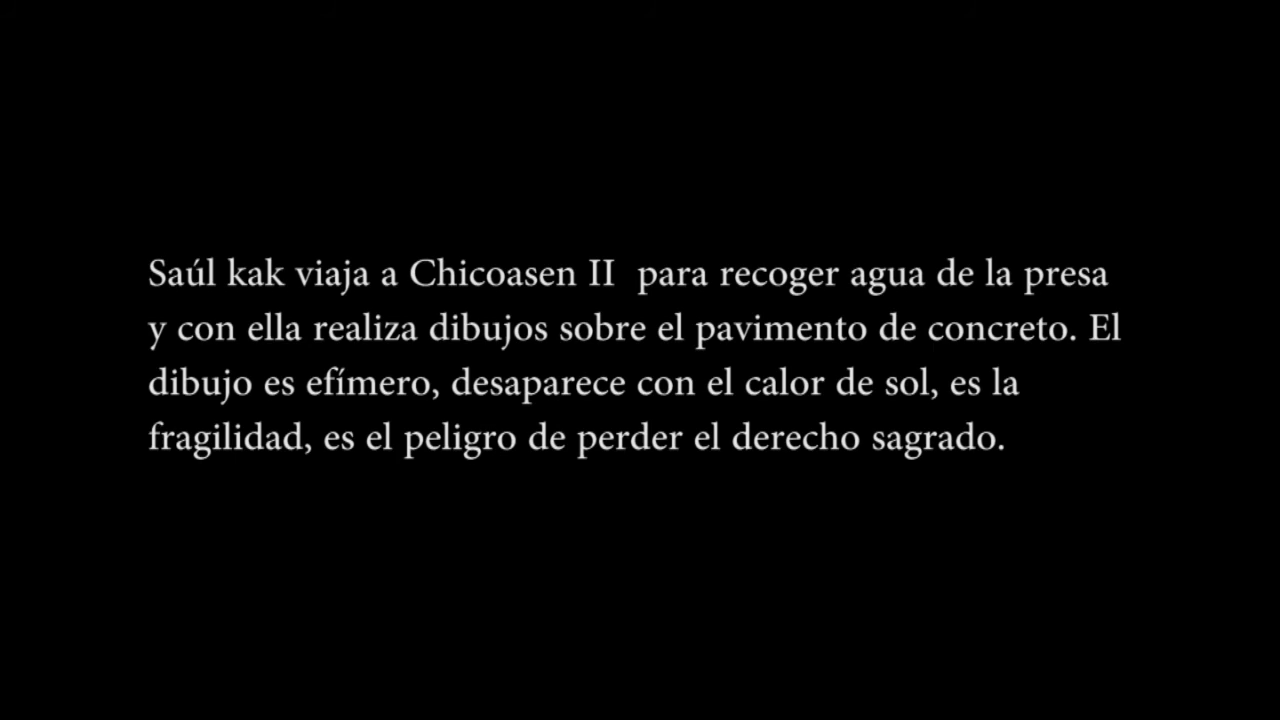 Saúl kak viaja a Chicoasen II  para recoger agua de la presa
y con ella realiza dibujos sobre el pavimento de concreto. El
dibujo es efímero, desaparece con el calor de sol, es la
fragilidad, es el peligro de perder el derecho sagrado.